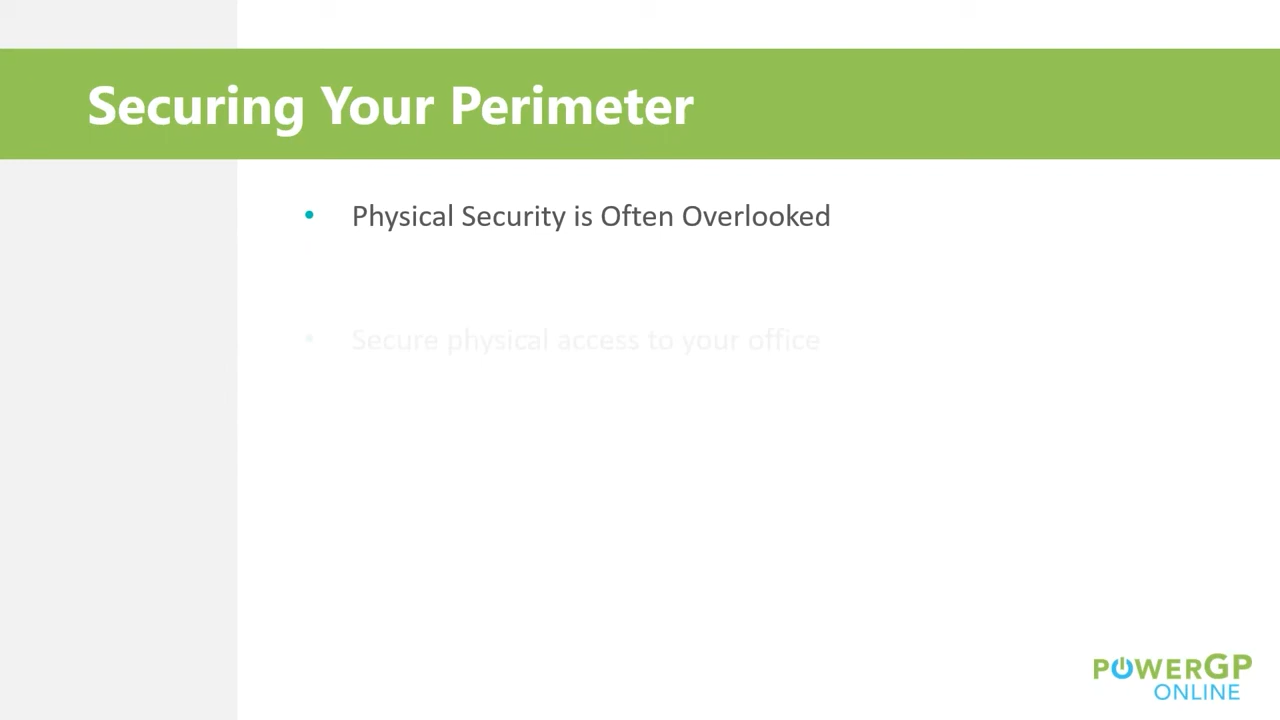 Securing Your Perimeter
• Physical Security is Often Overlooked
• Secure physical access to your office
POWERGP
ONLINE